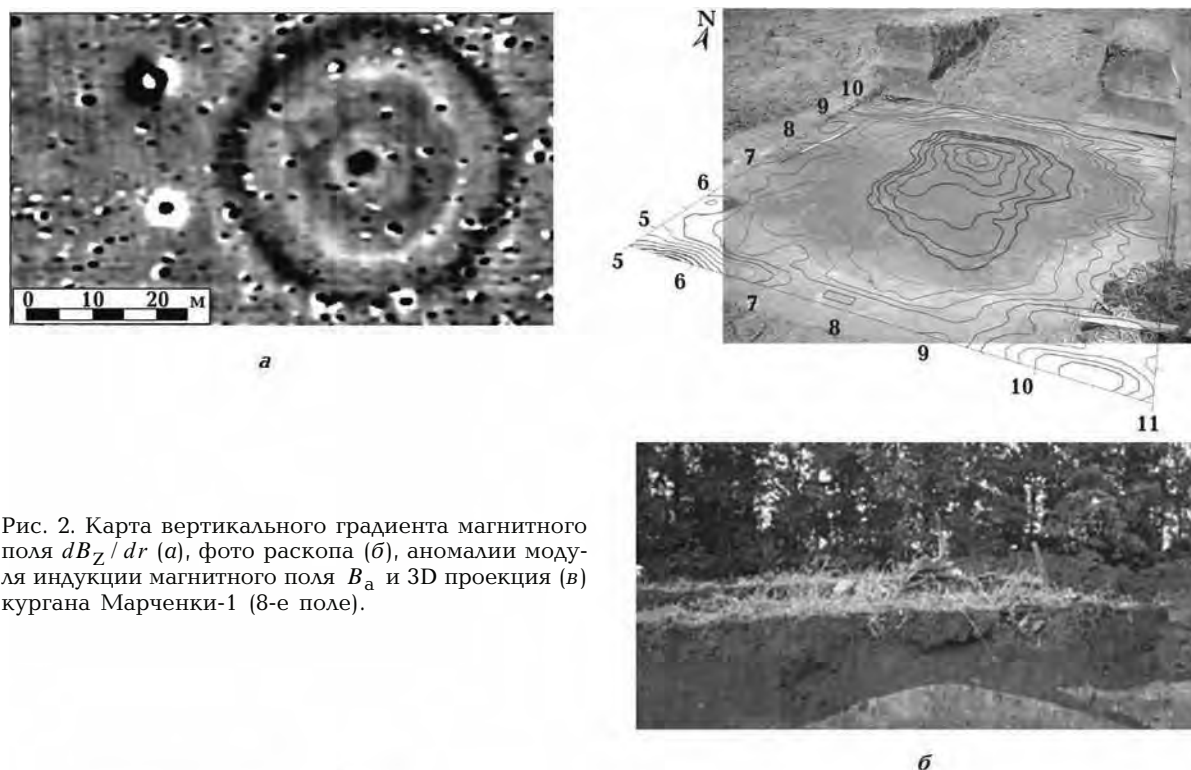 0 10 20 м
а
N
10
9
8
7
6
5
5
6
7
8
9
10
11
Рис. 2. Карта вертикального градиента магнитного
поля dB_Z / dr (а), фото раскопа (б), аномалии моду-
ля индукции магнитного поля B_а и 3D проекция (в)
кургана Марченки-1 (8-е поле).
б